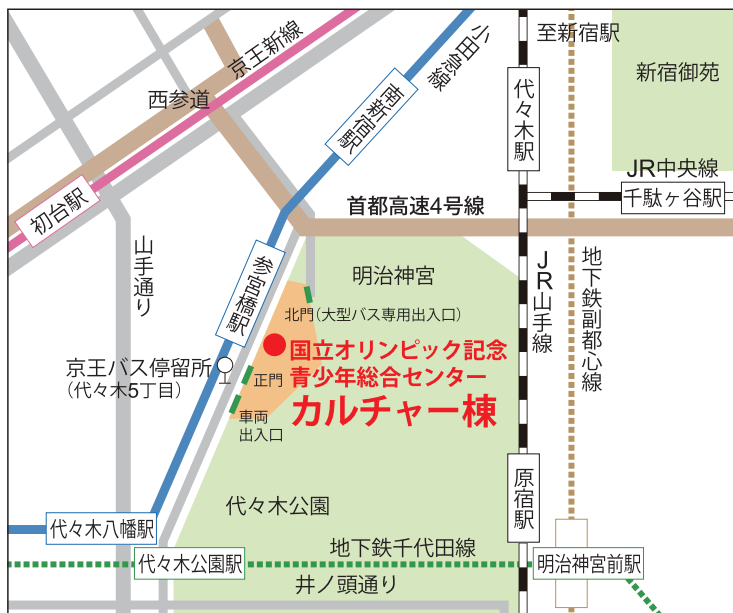 小田急線
至新宿駅
京王新線
新宿御苑
西参道
南新宿駅
代々木駅
JR中央線
千駄ヶ谷駅
初台駅
首都高速4号線
山手通り
参宮橋駅
明治神宮
JR山手線
地下鉄副都心線
北門(大型バス専用出入口)
国立オリンピック記念
青少年総合センター
カルチャー棟
京王バス停留所
(代々木5丁目)
正門
車両
出入口
代々木公園
原宿駅
代々木八幡駅
地下鉄千代田線
代々木公園駅
明治神宮前駅
井ノ頭通り